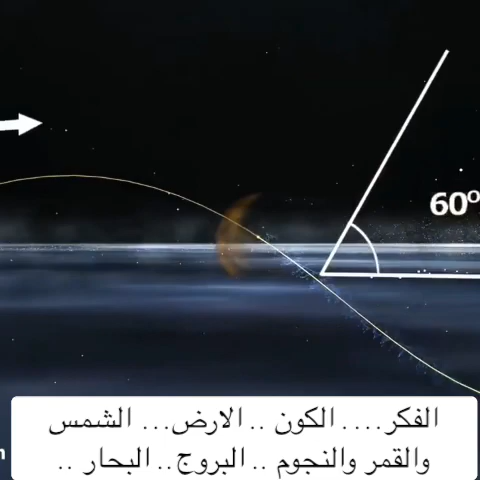 60°
الفكر.... الكون .. الارض... الشمس
والقمر والنجوم .. البروج.. البحار ..